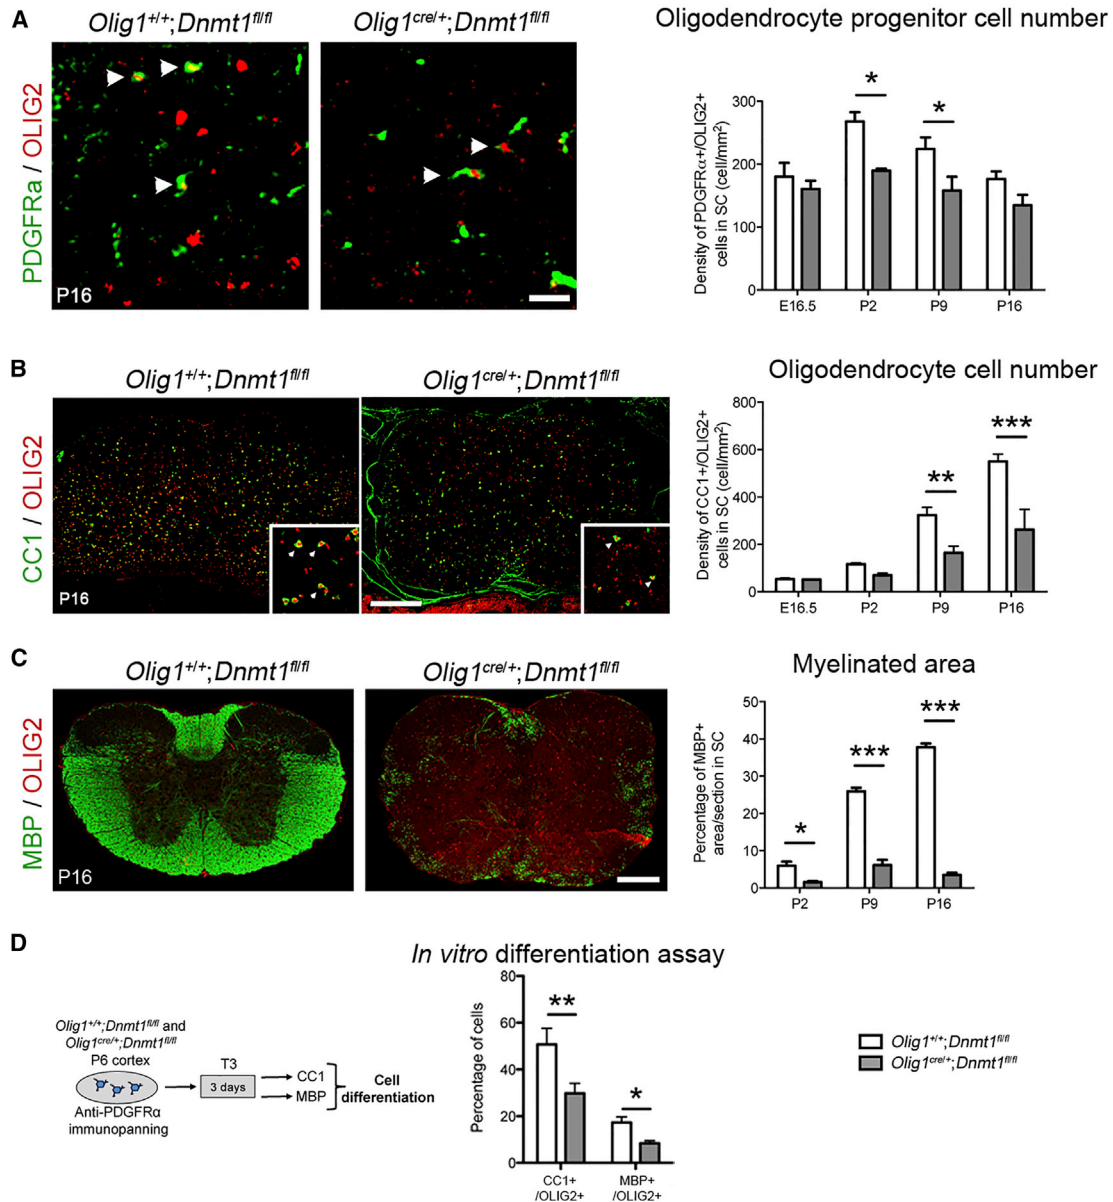 A
Olig1+/+;Dnmt1fl/fl
Olig1cre/+;Dnmt1fl/fl
Oligodendrocyte progenitor cell number
PDGFRa / OLIG2
P16
Density of PDGFRα+/OLIG2+
cells in SC (cell/mm²)
300
200
100
0
*
*
E16.5
P2
P9
P16
B
Olig1+/+;Dnmt1fl/fl
Olig1cre/+;Dnmt1fl/fl
Oligodendrocyte cell number
CC1 / OLIG2
P16
Density of CC1+/OLIG2+
cells in SC (cell/mm²)
800
600
400
200
0
**
***
E16.5
P2
P9
P16
C
Olig1+/+;Dnmt1fl/fl
Olig1cre/+;Dnmt1fl/fl
Myelinated area
MBP / OLIG2
P16
Percentage of MBP+
area/section in SC
50
40
30
20
10
0
*
***
***
P2
P9
P16
D
In vitro differentiation assay
Olig1+/+;Dnmt1fl/fl and
Olig1cre/+;Dnmt1fl/fl
P6 cortex
Anti-PDGFRα
immunopanning
T3
3 days
CC1
MBP
Cell
differentiation
Percentage of cells
80
60
40
20
0
**
*
CC1+
/OLIG2+
MBP+
/OLIG2+
Olig1+/+;Dnmt1fl/fl
Olig1cre/+;Dnmt1fl/fl